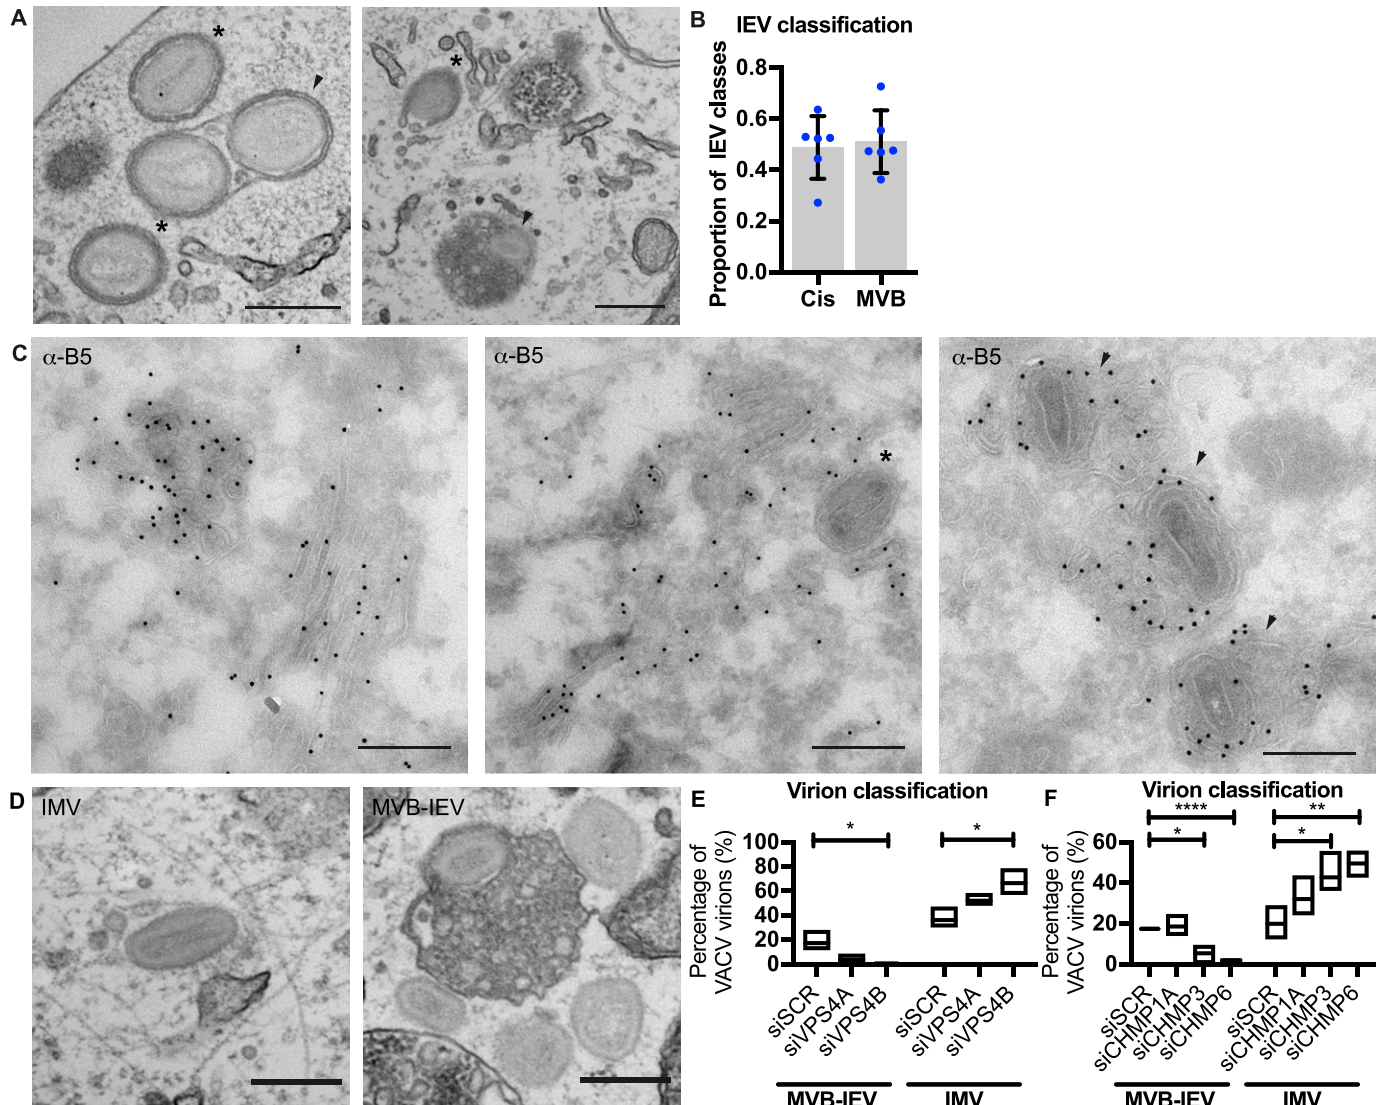 A
*
*
*
B
IEV classification
Proportion of IEV classes
0.8
0.6
0.4
0.2
0.0
Cis MVB
C
α-B5
α-B5
*
α-B5
D
IMV
MVB-IEV
E
Virion classification
* *
Percentage of
VACV virions (%)
100
80
60
40
20
0
siSCR
siVPS4A
siVPS4B
siSCR
siVPS4A
siVPS4B
MVB-IEV IMV
F
Virion classification
**** **
* *
Percentage of
VACV virions (%)
60
40
20
0
siSCR
siCHMP1A
siCHMP3
siCHMP6
siSCR
siCHMP1A
siCHMP3
siCHMP6
MVB-IEV IMV